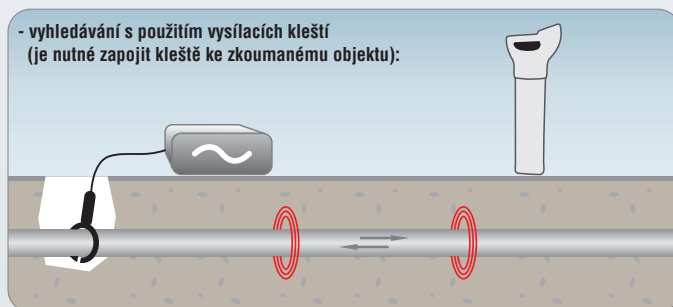 - vyhledávání s použitím vysílacích kleští
(je nutné zapojit kleště ke zkoumanému objektu):